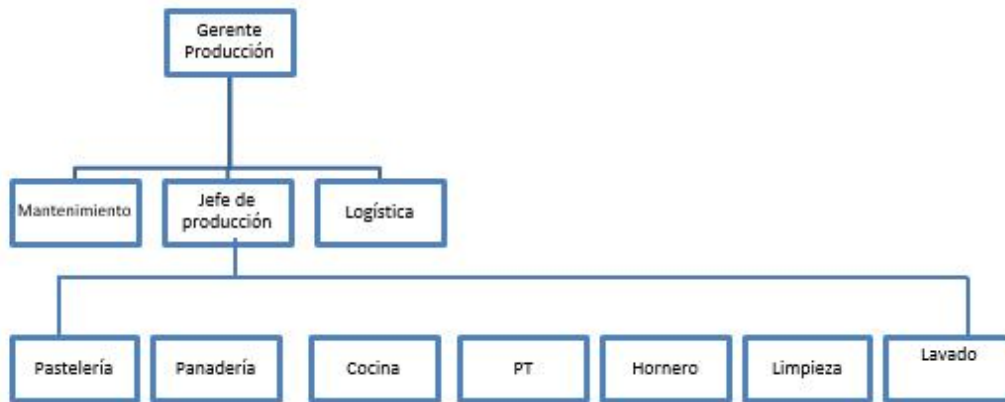 Gerente
Producción
Mantenimiento
Jefe de
producción
Logística
Pastelería
Panadería
Cocina
PT
Hornero
Limpieza
Lavado